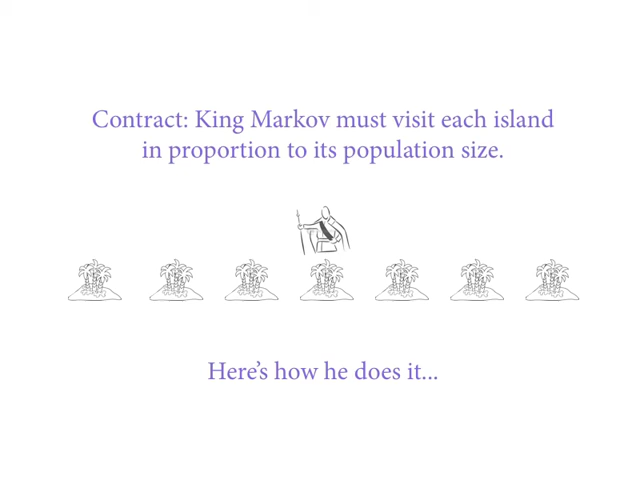 Contract: King Markov must visit each island
in proportion to its population size.
Here’s how he does it...